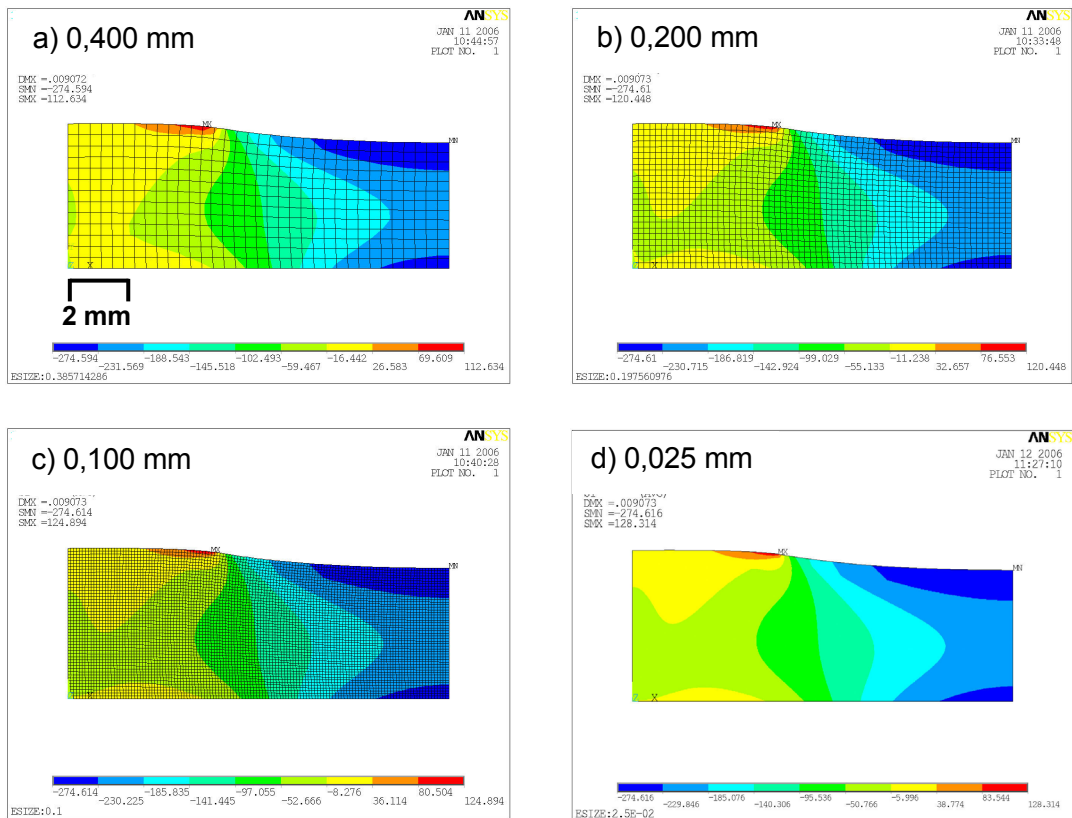 ANSYS
a) 0,400 mm
JAN 11 2006
10:44:57
PLOT NO. 1
DMX =.009072
SMN =-274.594
SMX =112.634
MX
MN
Z X
2 mm
-274.594 -188.543 -102.493 -16.442 69.609
-231.569 -145.518 -59.467 26.583 112.634
ESIZE:0.385714286
ANSYS
b) 0,200 mm
JAN 11 2006
10:33:48
PLOT NO. 1
DMX =.009073
SMN =-274.61
SMX =120.448
MX
MN
Z X
-274.61 -186.819 -99.029 -11.238 76.553
-230.715 -142.924 -55.133 32.657 120.448
ESIZE:0.197560976
ANSYS
c) 0,100 mm
JAN 11 2006
10:40:28
PLOT NO. 1
DMX =.009073
SMN =-274.614
SMX =124.894
MX
MN
Z X
-274.614 -185.835 -97.055 -8.276 80.504
-230.225 -141.445 -52.666 36.114 124.894
ESIZE:0.1
ANSYS
d) 0,025 mm
JAN 12 2006
11:27:10
PLOT NO. 1
DMX =.009073
SMN =-274.616
SMX =128.314
MX
MN
Z X
-274.616 -185.076 -95.536 -5.996 83.544
-229.846 -140.306 -50.766 38.774 128.314
ESIZE:2.5E-02